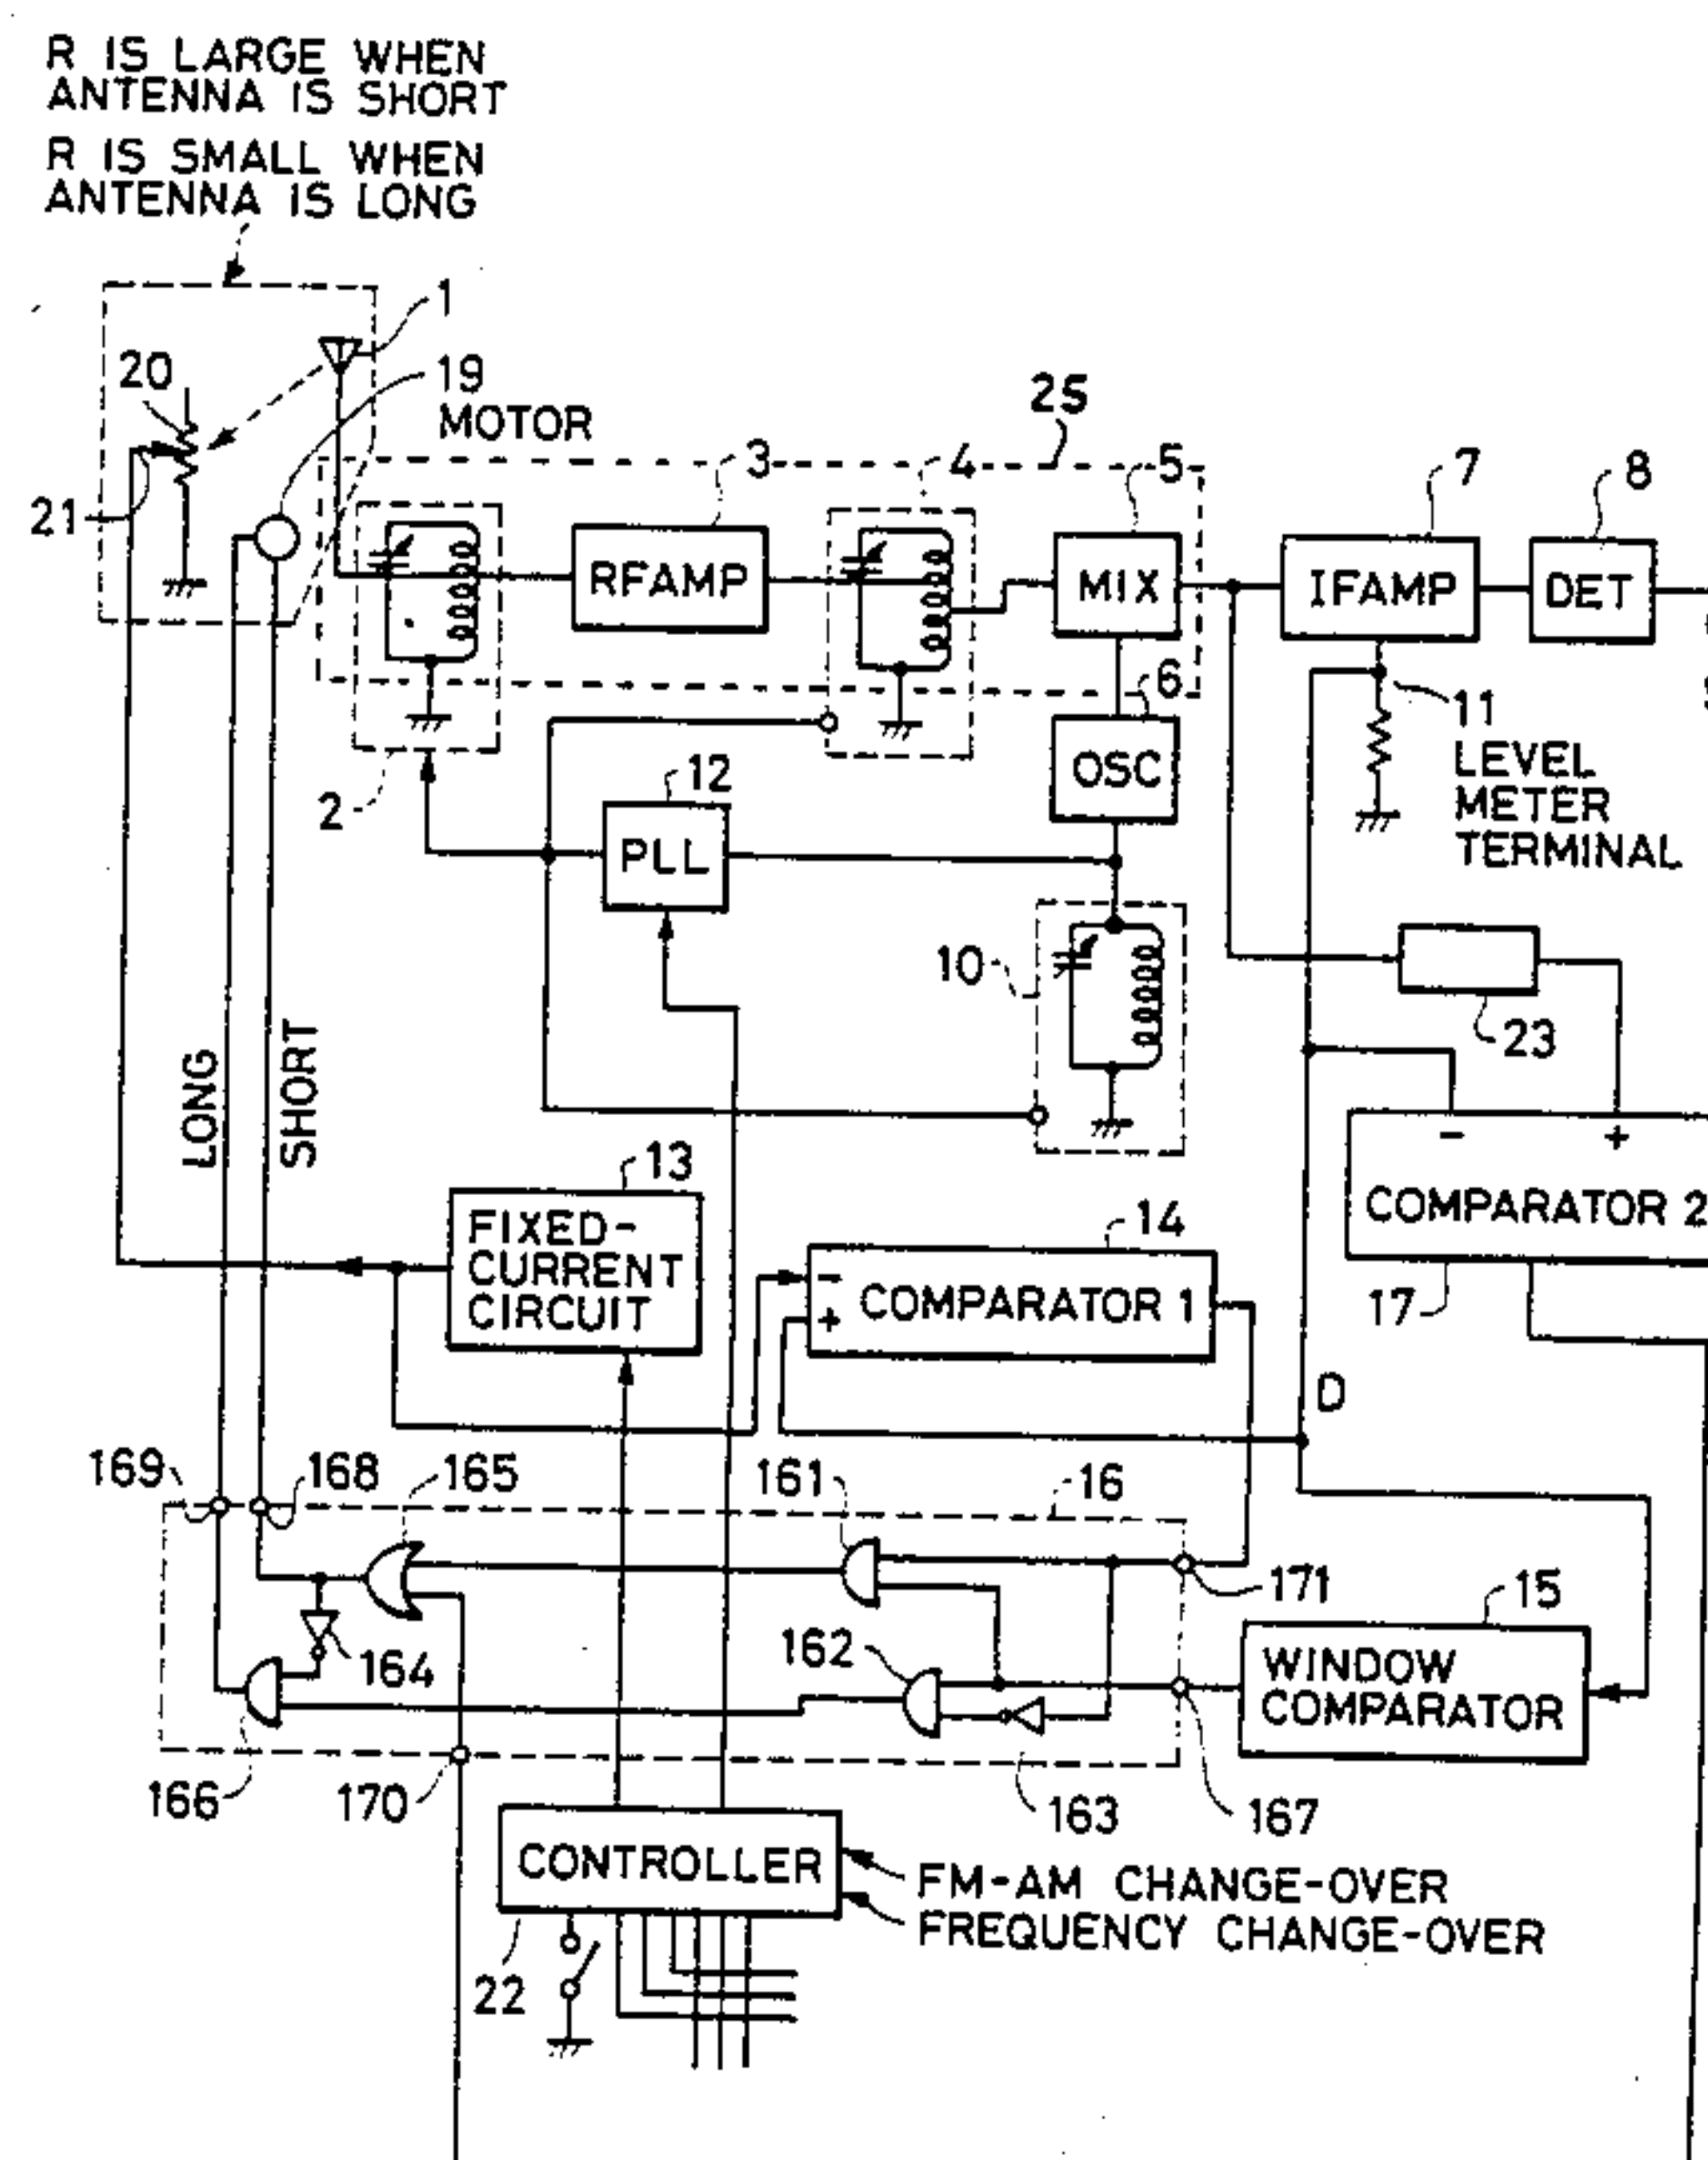 R IS LARGE WHEN
ANTENNA IS SHORT
R IS SMALL WHEN
ANTENNA IS LONG
1
20
19
MOTOR
25
3
4
5
7
8
21
RFAMP
MIX
IFAMP
DET
6
11
LEVEL
METER
TERMINAL
OSC
2
12
PLL
10
23
LONG
SHORT
- +
COMPARATOR 2
17
13
FIXED-
CURRENT
CIRCUIT
14
-
+
COMPARATOR 1
D
169
168
165
161
16
171
15
164
162
WINDOW
COMPARATOR
166
170
163
167
CONTROLLER
FM-AM CHANGE-OVER
FREQUENCY CHANGE-OVER
22